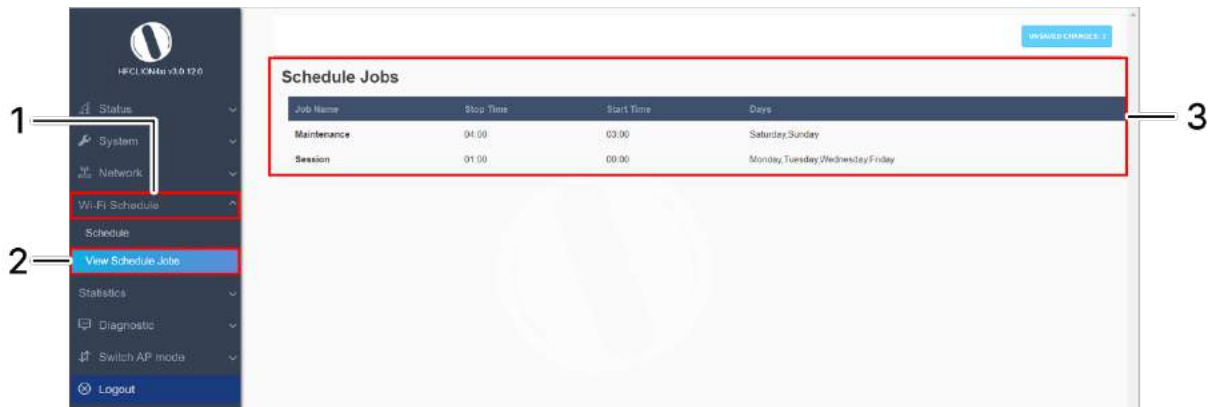 HFCL ION4xi v3.0.12.0
UNSAVED CHANGES: 2
Schedule Jobs
Job Name Stop Time Start Time Days
Maintenance 04:00 03:00 Saturday,Sunday
Session 01:00 00:00 Monday,Tuesday,Wednesday,Friday
Status
System
Network
Wi-Fi Schedule
Schedule
View Schedule Jobs
Statistics
Diagnostic
Switch AP mode
Logout
1
2
3